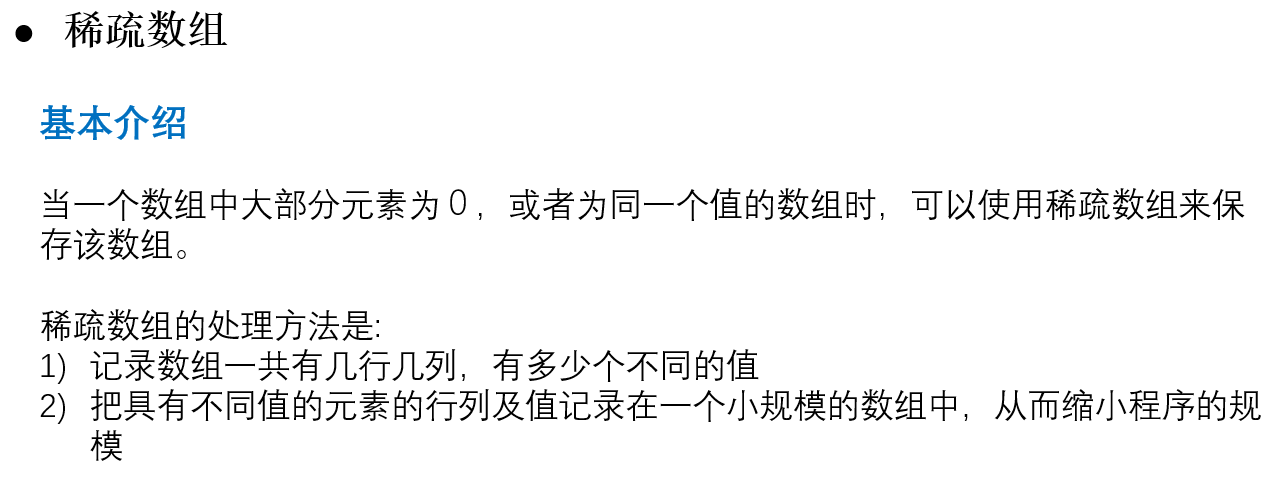 ● 稀疏数组
基本介绍
当一个数组中大部分元素为０，或者为同一个值的数组时，可以使用稀疏数组来保
存该数组。
稀疏数组的处理方法是:
1) 记录数组一共有几行几列，有多少个不同的值
2) 把具有不同值的元素的行列及值记录在一个小规模的数组中，从而缩小程序的规
模